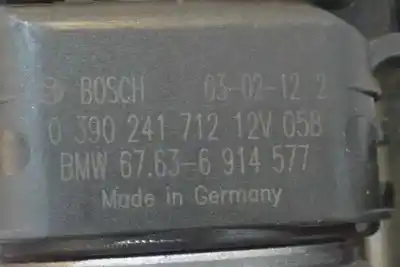 BOSCH 03-02-12 2
0 390 241 712 12V 05B
BMW 67.63-6 914 577
Made in Germany